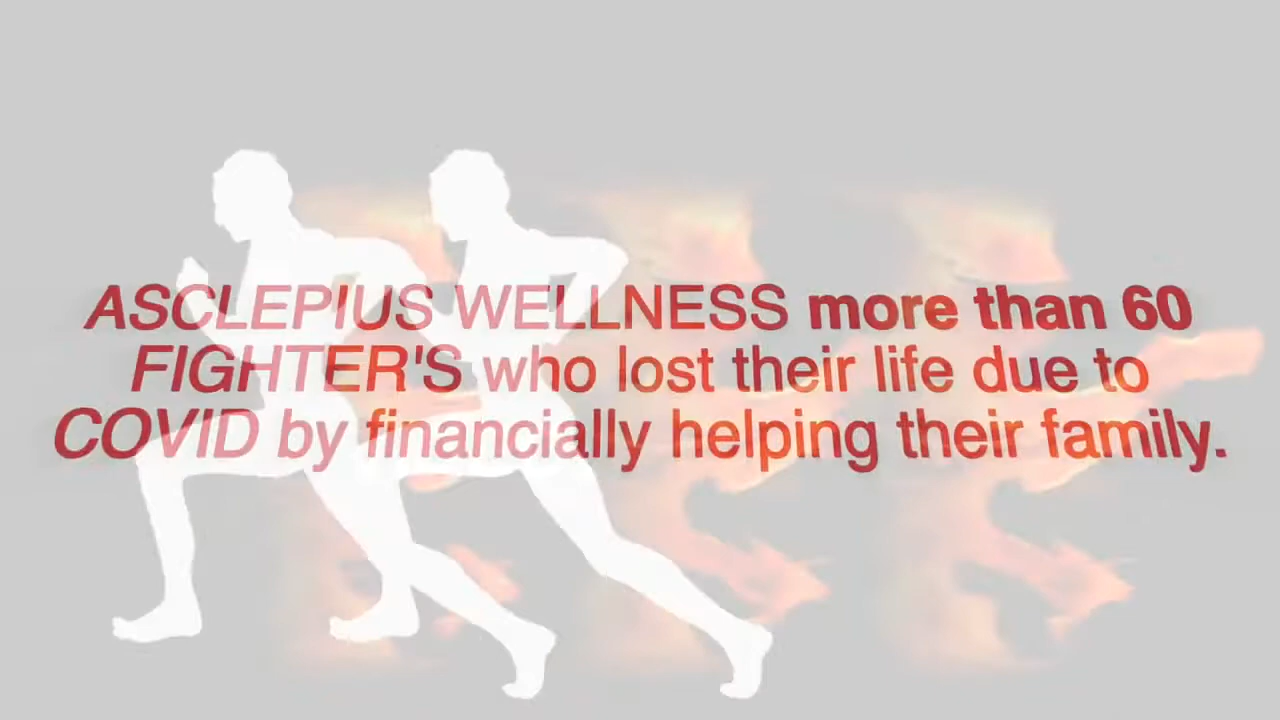 ASCLEPIUS WELLNESS more than 60
FIGHTER'S who lost their life due to
COVID by financially helping their family.